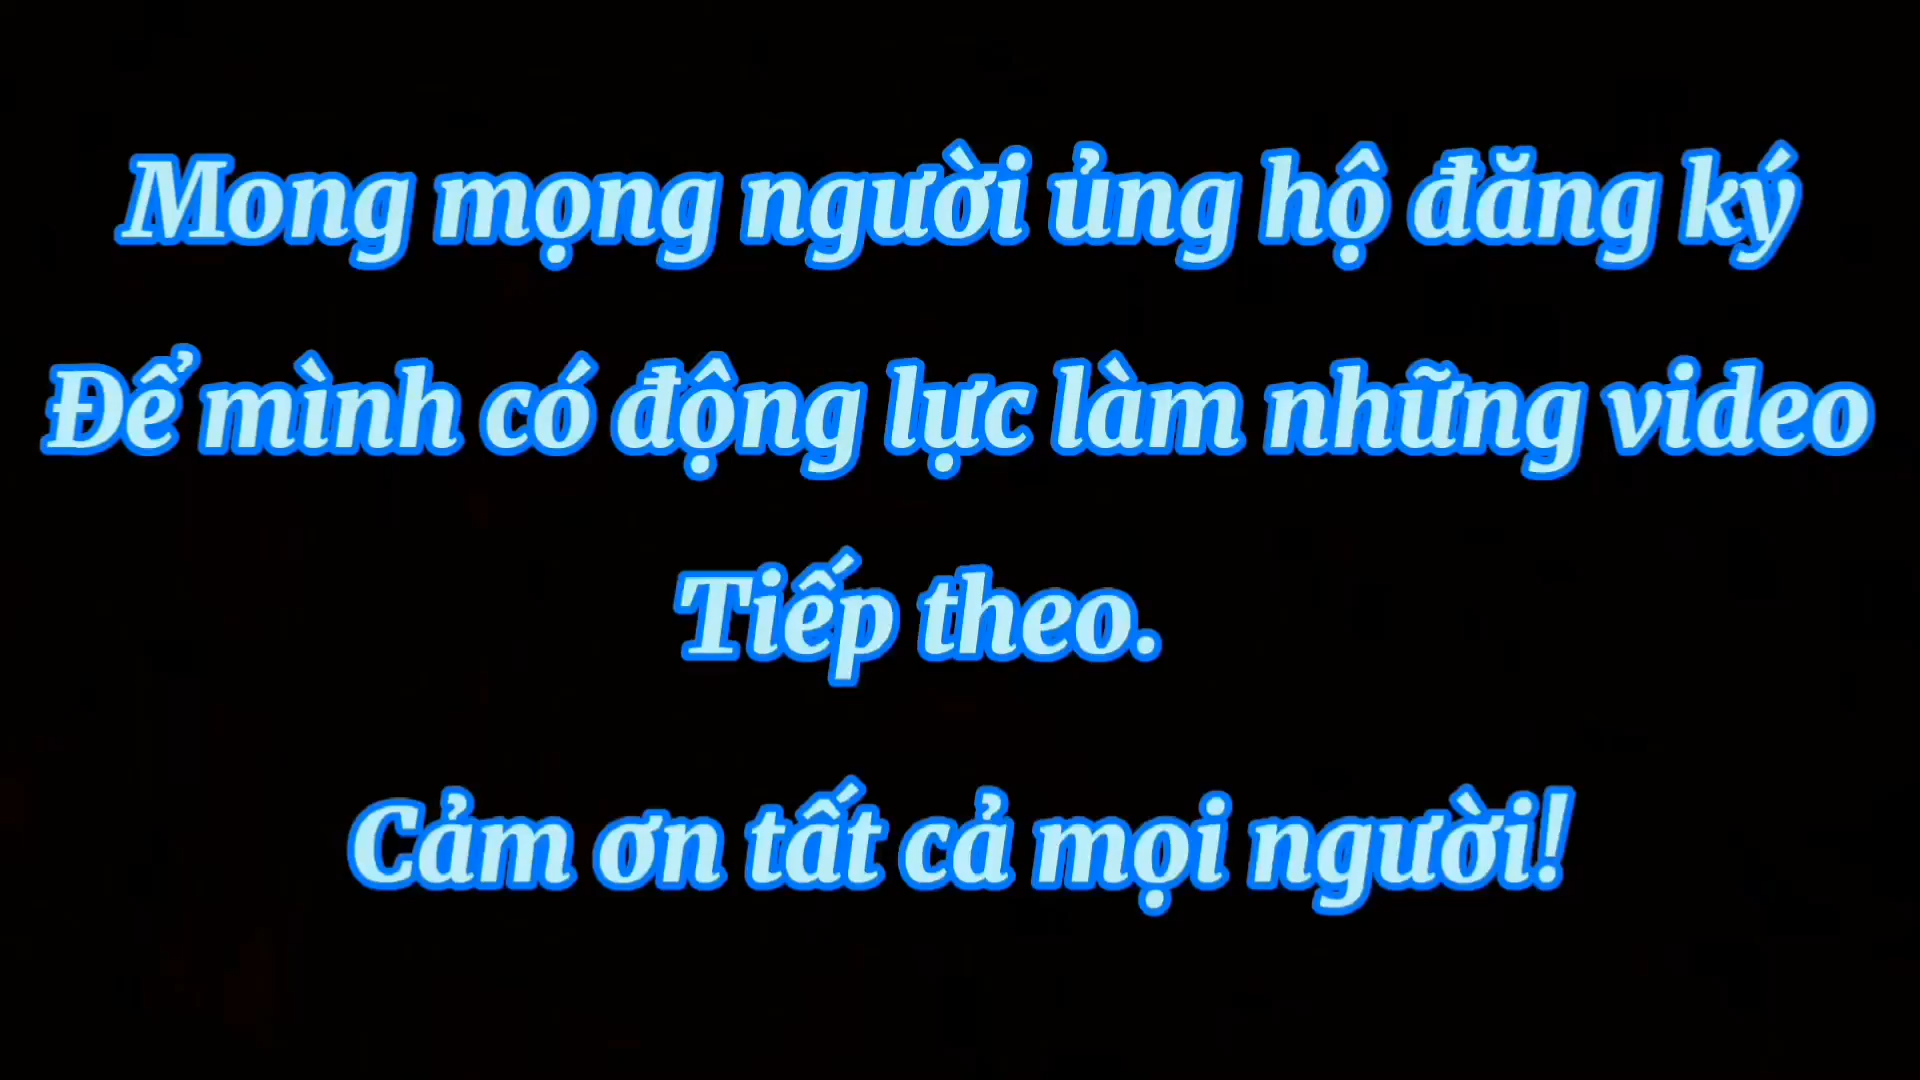 Mong mọng người ủng hộ đăng ký
Để mình có động lực làm những video
Tiếp theo.
Cảm ơn tất cả mọi người!